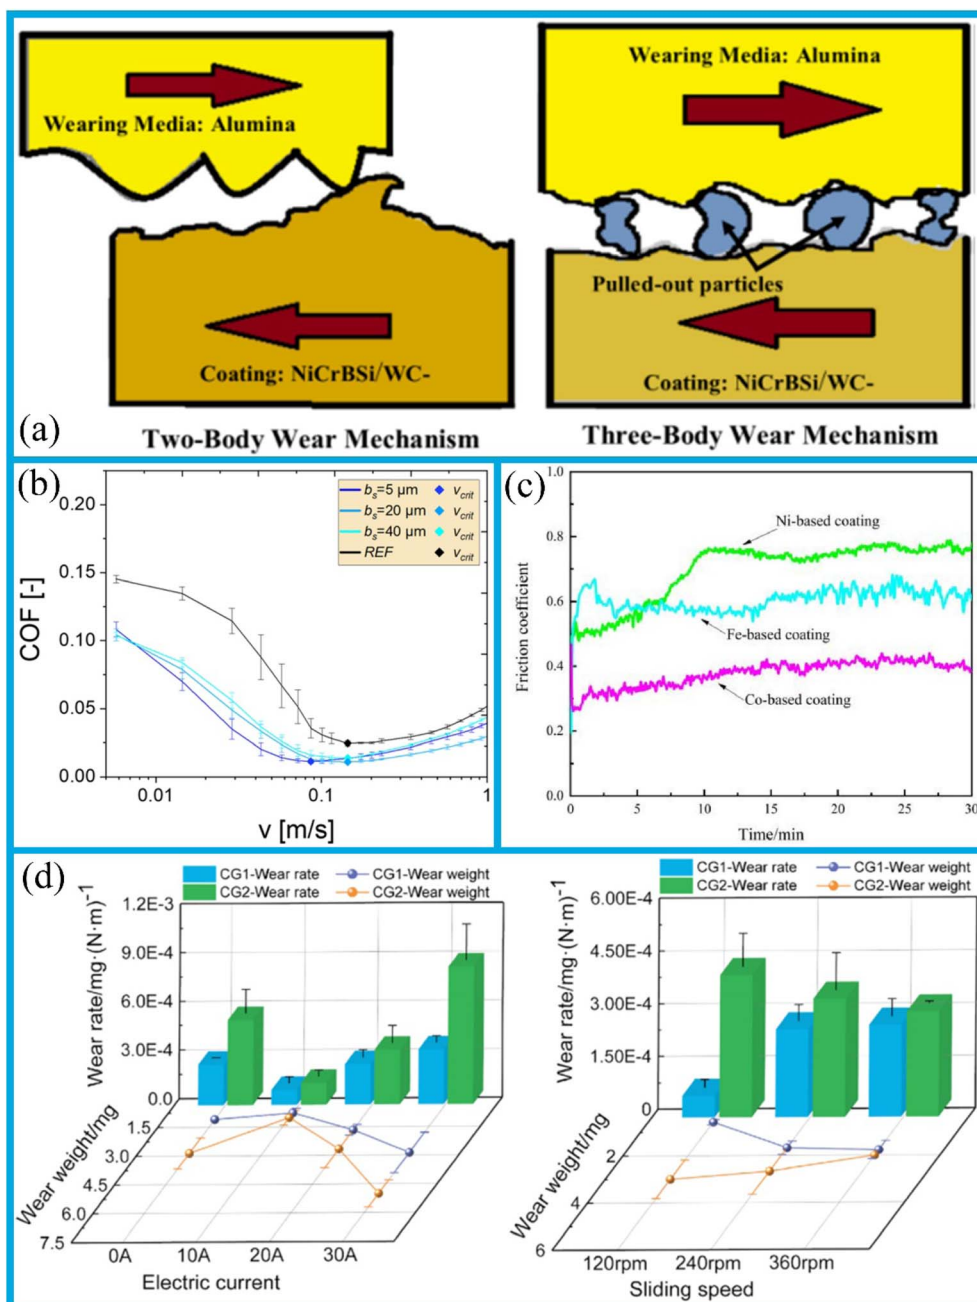 Wearing Media: Alumina
Coating: NiCrBSi/WC-
(a)
Two-Body Wear Mechanism
Wearing Media: Alumina
Pulled-out particles
Coating: NiCrBSi/WC-
Three-Body Wear Mechanism
(b)
COF [-]
0.20
0.15
0.10
0.05
0.00
0.01
0.1
1
v [m/s]
b_s=5 µm v_crit
b_s=20 µm v_crit
b_s=40 µm v_crit
REF v_crit
(c)
Friction coefficient
1.0
0.8
0.6
0.4
0.2
0.0
Ni-based coating
Fe-based coating
Co-based coating
0 5 10 15 20 25 30
Time/min
(d)
CG1-Wear rate CG1-Wear weight
CG2-Wear rate CG2-Wear weight
Wear rate/mg·(N·m)⁻¹
1.2E-3
9.0E-4
6.0E-4
3.0E-4
0.0
Wear weight/mg
1.5
3.0
4.5
6.0
7.5
0A 10A 20A 30A
Electric current
CG1-Wear rate CG1-Wear weight
CG2-Wear rate CG2-Wear weight
Wear rate/mg·(N·m)⁻¹
6.00E-4
4.50E-4
3.00E-4
1.50E-4
0
Wear weight/mg
2
4
6
120rpm 240rpm 360rpm
Sliding speed